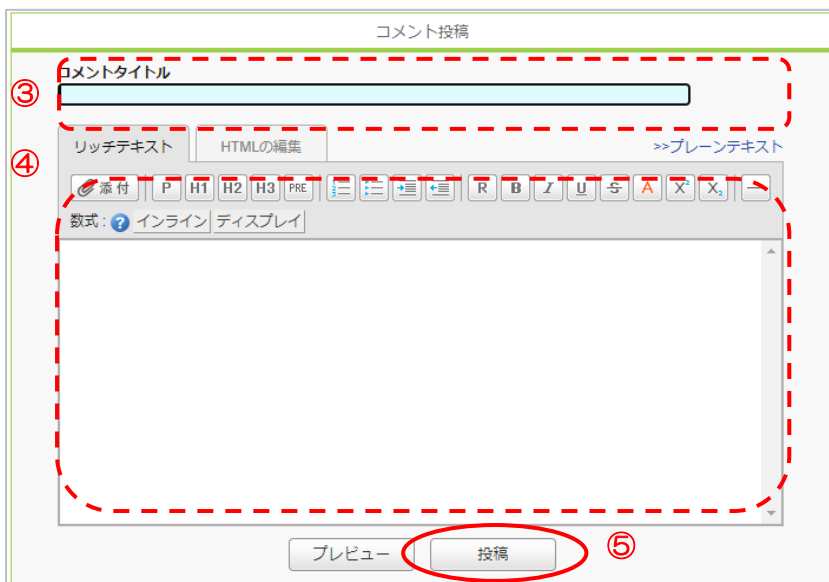 コメント投稿
コメントタイトル
③
リッチテキスト HTMLの編集 >>プレーンテキスト
④
添付 P H1 H2 H3 PRE R B I U S A X² X₂
数式 : ? インライン ディスプレイ
プレビュー 投稿 ⑤